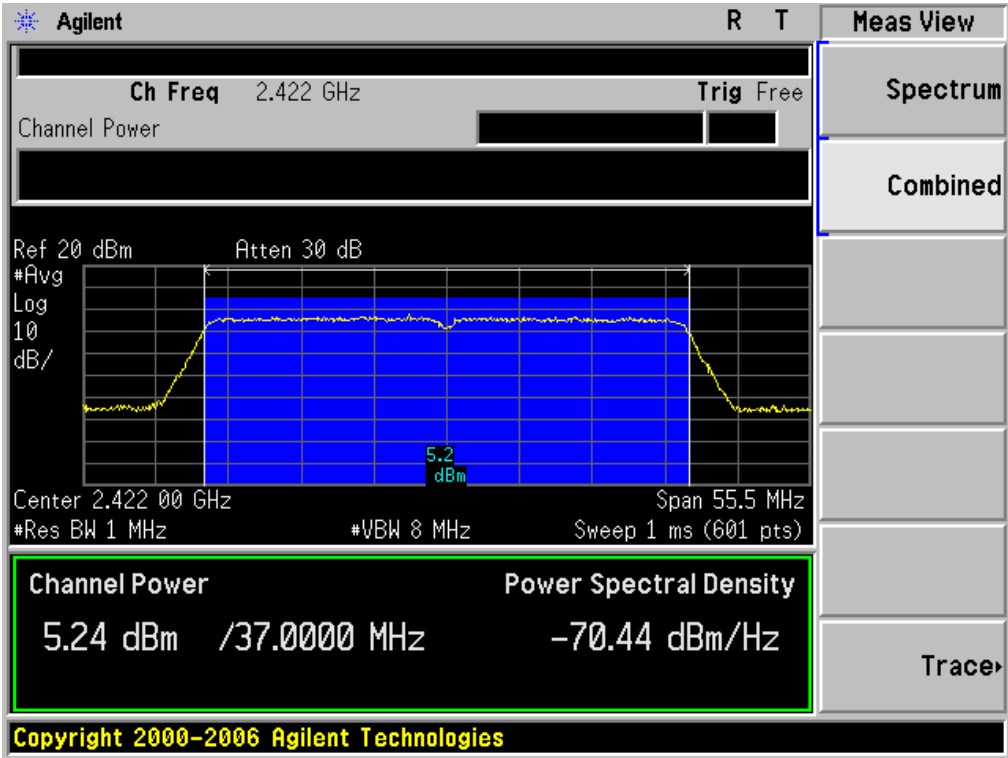 Agilent R T Meas View
Ch Freq 2.422 GHz Trig Free
Channel Power
Spectrum
Combined
Ref 20 dBm Atten 30 dB
#Avg
Log
10
dB/
5.2
dBm
Center 2.422 00 GHz Span 55.5 MHz
#Res BW 1 MHz #VBW 8 MHz Sweep 1 ms (601 pts)
Channel Power Power Spectral Density
5.24 dBm /37.0000 MHz -70.44 dBm/Hz
Trace
Copyright 2000-2006 Agilent Technologies